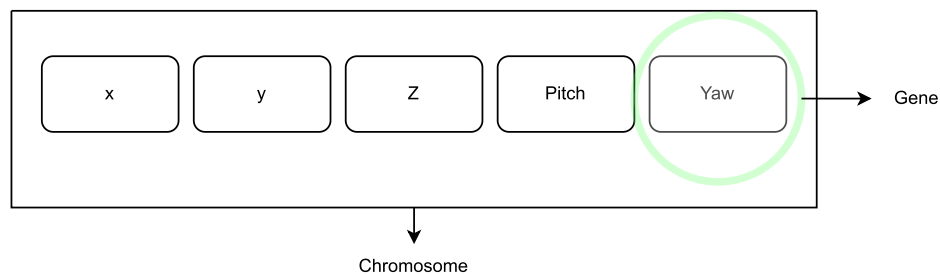 x
y
Z
Pitch
Yaw
Gene
Chromosome